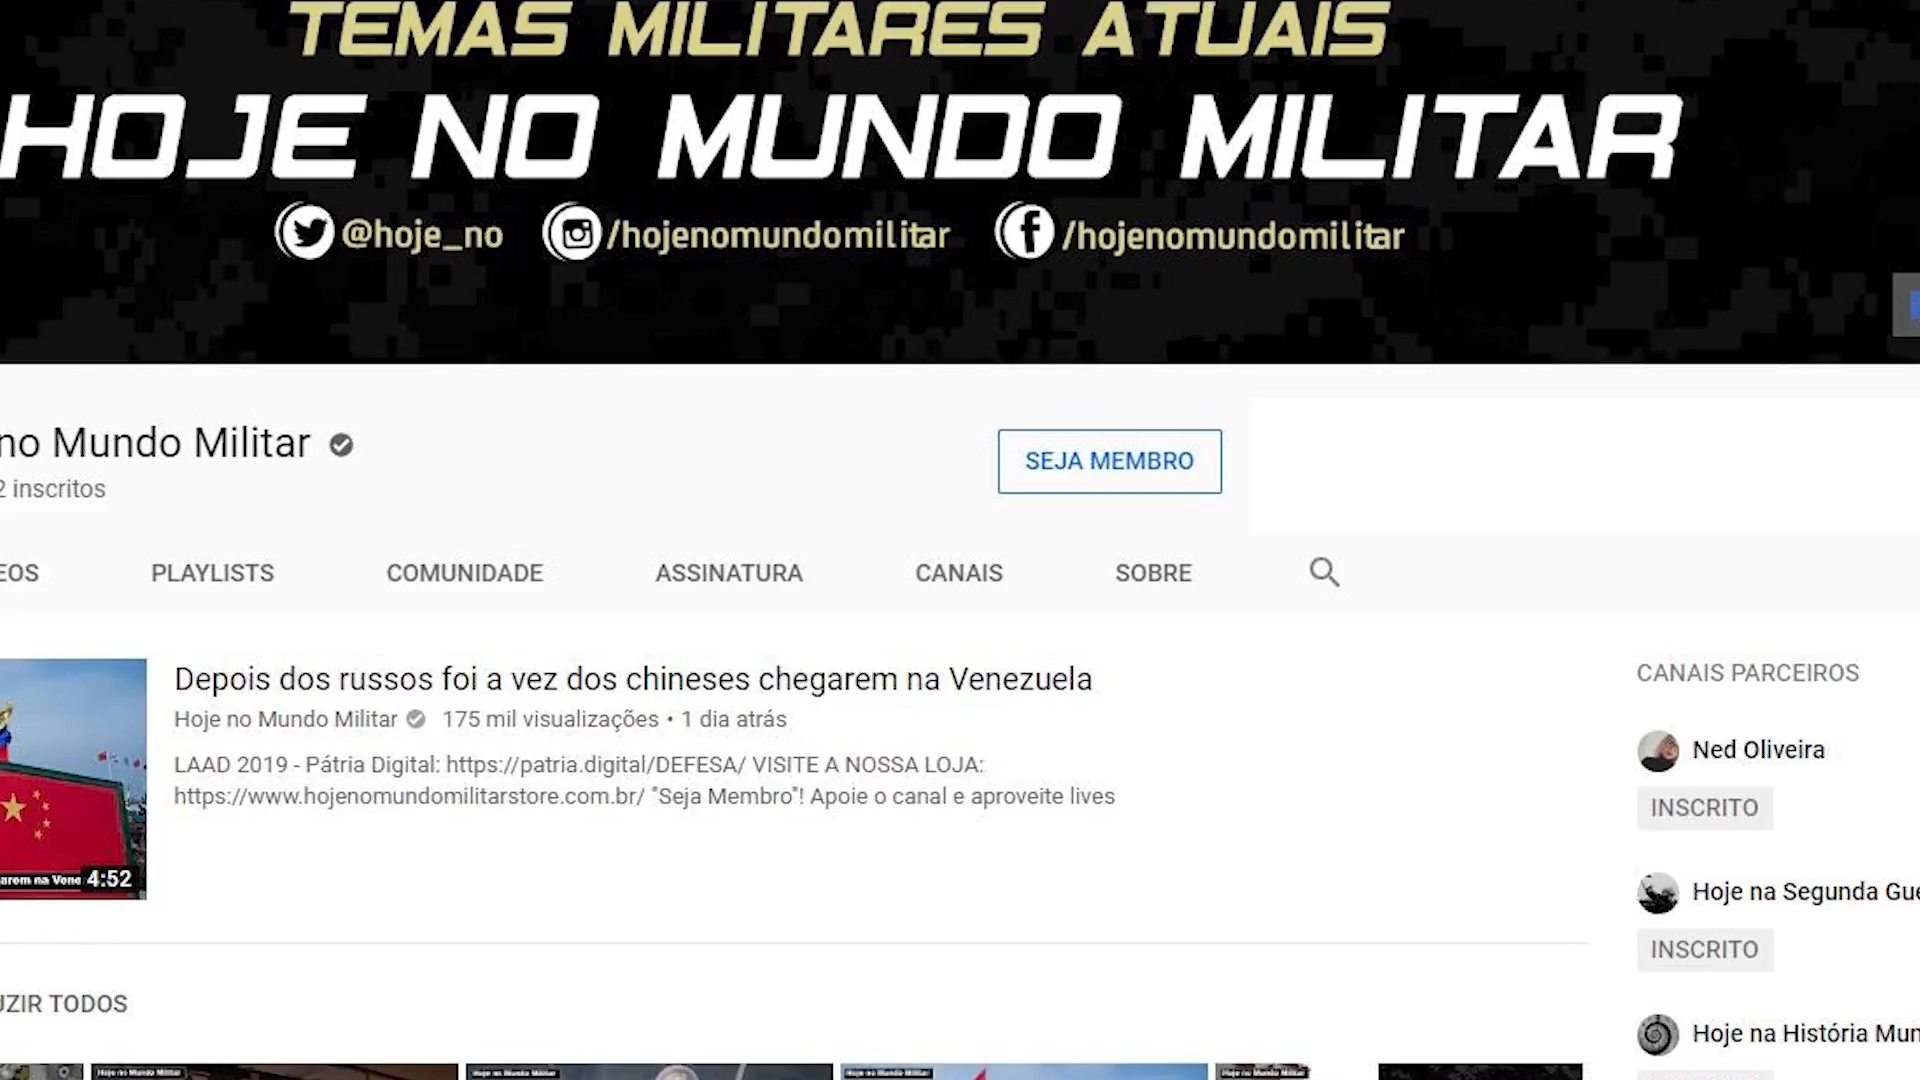 TEMAS MILITARES ATUAIS
HOJE NO MUNDO MILITAR
@hoje_no /hojenomundomilitar /hojenomundomilitar
no Mundo Militar
2 inscritos
SEJA MEMBRO
EOS PLAYLISTS COMUNIDADE ASSINATURA CANAIS SOBRE
Depois dos russos foi a vez dos chineses chegarem na Venezuela
Hoje no Mundo Militar 175 mil visualizações • 1 dia atrás
LAAD 2019 - Pátria Digital: https://patria.digital/DEFESA/ VISITE A NOSSA LOJA:
https://www.hojenomundomilitarstore.com.br/ "Seja Membro"! Apoie o canal e aproveite lives
arem na Vene 4:52
CANAIS PARCEIROS
Ned Oliveira
INSCRITO
Hoje na Segunda Gue
INSCRITO
Hoje na História Mun
UZIR TODOS
Hoje no Mundo Militar Hoje no Mundo Militar Hoje no Mundo Militar Hoje no Mundo Militar